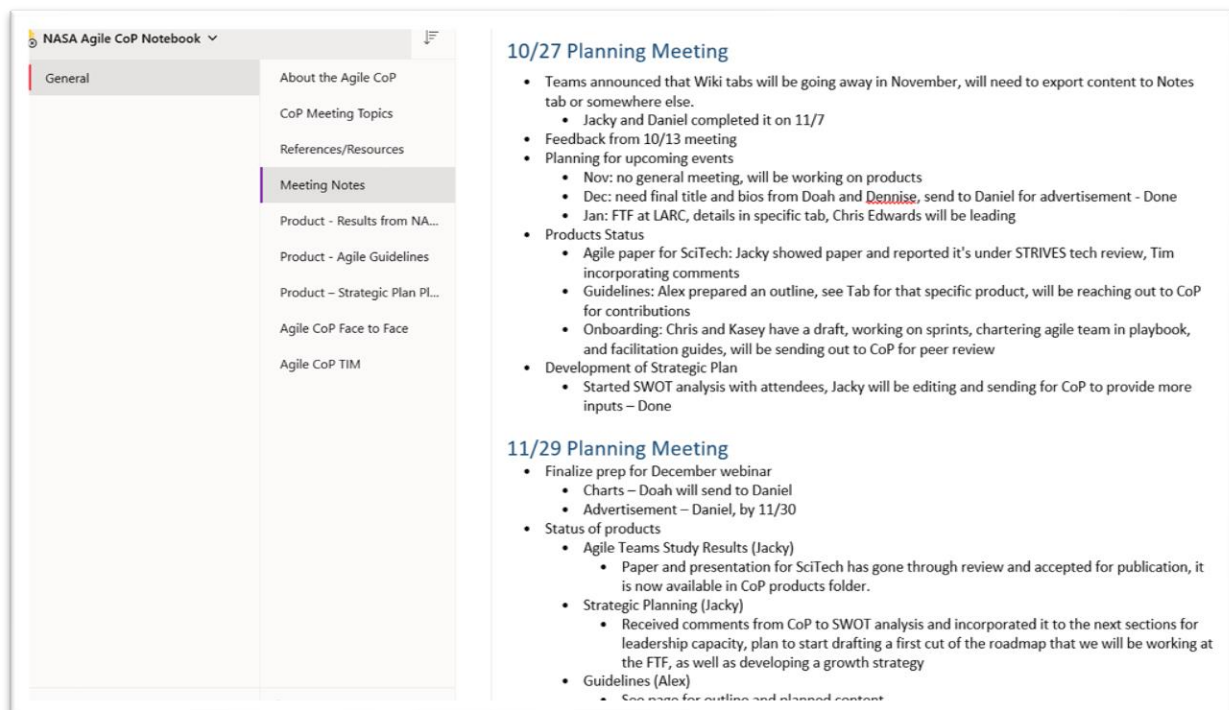 NASA Agile CoP Notebook
General
About the Agile CoP
CoP Meeting Topics
References/Resources
Meeting Notes
Product - Results from NA...
Product - Agile Guidelines
Product – Strategic Plan Pl...
Agile CoP Face to Face
Agile CoP TIM
10/27 Planning Meeting
• Teams announced that Wiki tabs will be going away in November, will need to export content to Notes
tab or somewhere else.
• Jacky and Daniel completed it on 11/7
• Feedback from 10/13 meeting
• Planning for upcoming events
• Nov: no general meeting, will be working on products
• Dec: need final title and bios from Doah and Dennise, send to Daniel for advertisement - Done
• Jan: FTF at LARC, details in specific tab, Chris Edwards will be leading
• Products Status
• Agile paper for SciTech: Jacky showed paper and reported it's under STRIVES tech review, Tim
incorporating comments
• Guidelines: Alex prepared an outline, see Tab for that specific product, will be reaching out to CoP
for contributions
• Onboarding: Chris and Kasey have a draft, working on sprints, chartering agile team in playbook,
and facilitation guides, will be sending out to CoP for peer review
• Development of Strategic Plan
• Started SWOT analysis with attendees, Jacky will be editing and sending for CoP to provide more
inputs – Done
11/29 Planning Meeting
• Finalize prep for December webinar
• Charts – Doah will send to Daniel
• Advertisement – Daniel, by 11/30
• Status of products
• Agile Teams Study Results (Jacky)
• Paper and presentation for SciTech has gone through review and accepted for publication, it
is now available in CoP products folder.
• Strategic Planning (Jacky)
• Received comments from CoP to SWOT analysis and incorporated it to the next sections for
leadership capacity, plan to start drafting a first cut of the roadmap that we will be working at
the FTF, as well as developing a growth strategy
• Guidelines (Alex)
• See page for outline and planned content